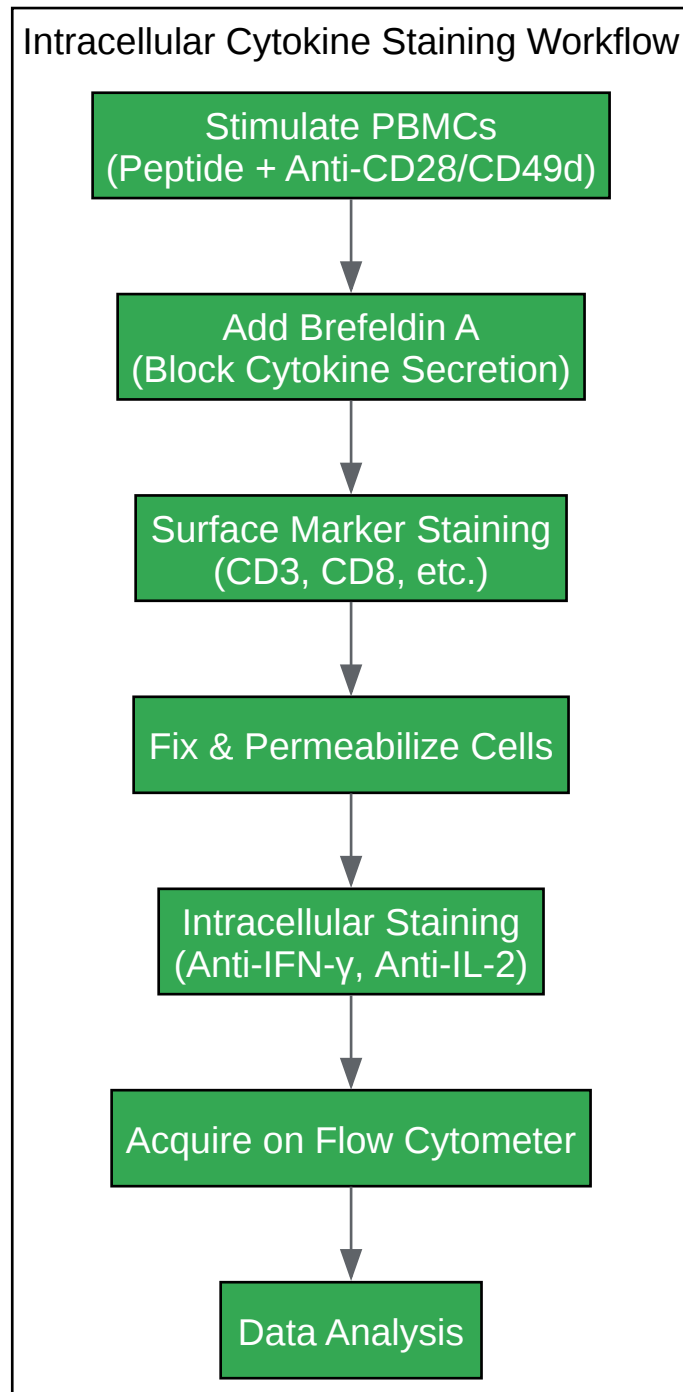 Intracellular Cytokine Staining Workflow
Stimulate PBMCs
(Peptide + Anti-CD28/CD49d)
Add Brefeldin A
(Block Cytokine Secretion)
Surface Marker Staining
(CD3, CD8, etc.)
Fix & Permeabilize Cells
Intracellular Staining
(Anti-IFN-γ, Anti-IL-2)
Acquire on Flow Cytometer
Data Analysis